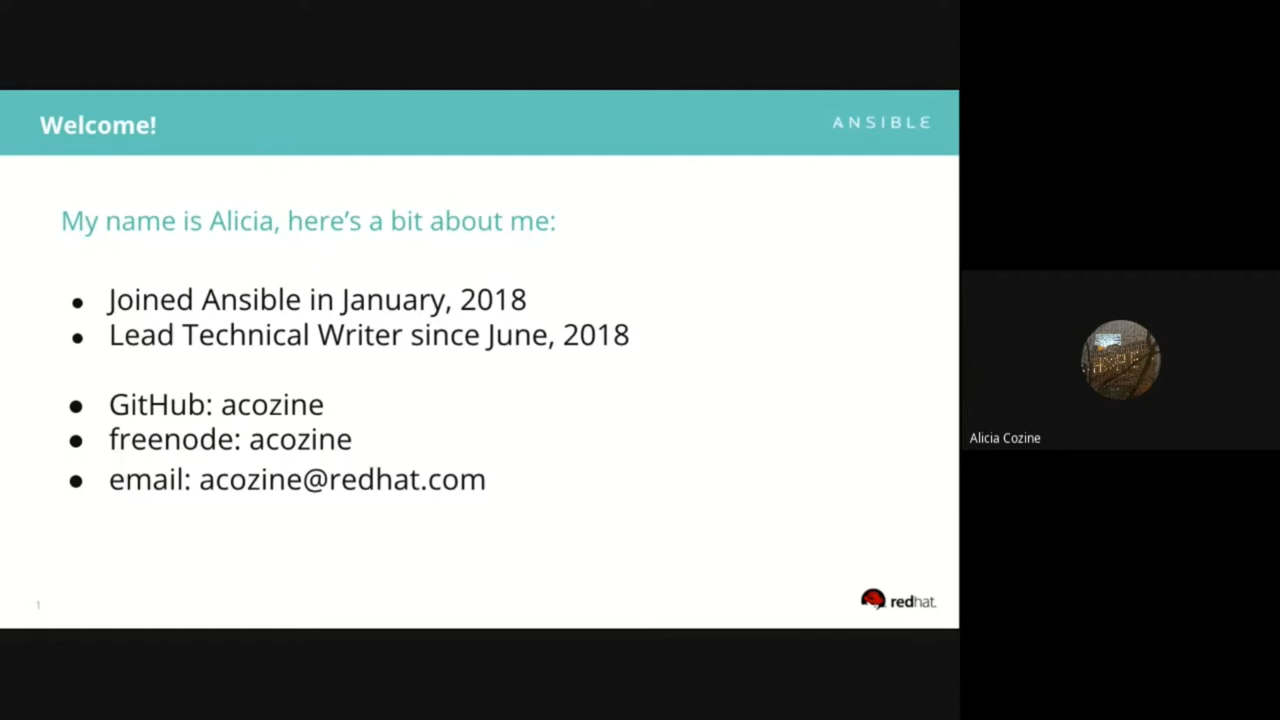 Welcome!
ANSIBLE
My name is Alicia, here's a bit about me:
● Joined Ansible in January, 2018
● Lead Technical Writer since June, 2018
● GitHub: acozine
● freenode: acozine
● email: acozine@redhat.com
1
redhat.
Alicia Cozine